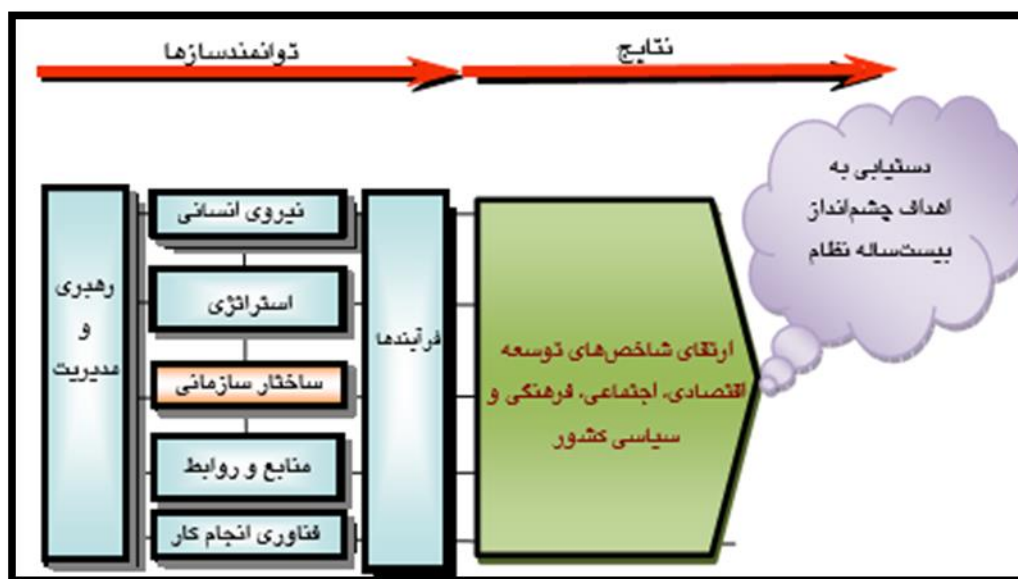 توانمندسازها
نتایج
رهبری
و
مدیریت
نیروی انسانی
استراتژی
ساختار سازمانی
منابع و روابط
فناوری انجام کار
فرآیندها
ارتقای شاخص‌های توسعه
اقتصادی، اجتماعی، فرهنگی و
سیاسی کشور
دستیابی به
اهداف چشم‌انداز
بیست‌ساله نظام